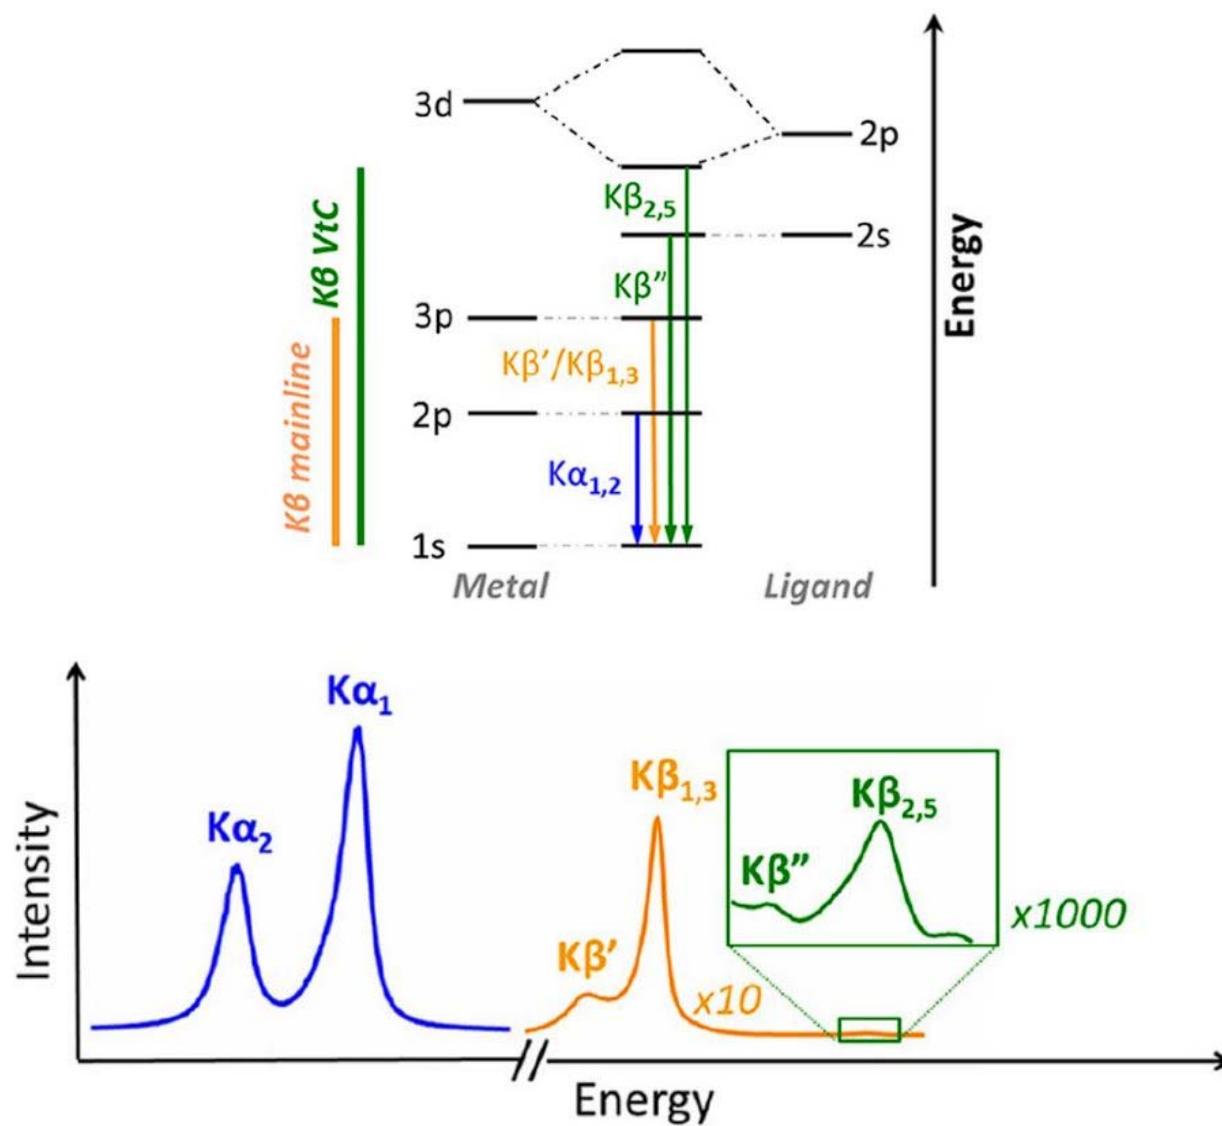 3d
2p
Kβ2,5
2s
Kβ VtC
Energy
Kβ”
3p
Kβ’/Kβ1,3
Kβ mainline
2p
Kα1,2
1s
Metal
Ligand
Kα1
Kβ1,3
Kβ2,5
Kα2
Kβ”
x1000
Intensity
Kβ’
x10
Energy